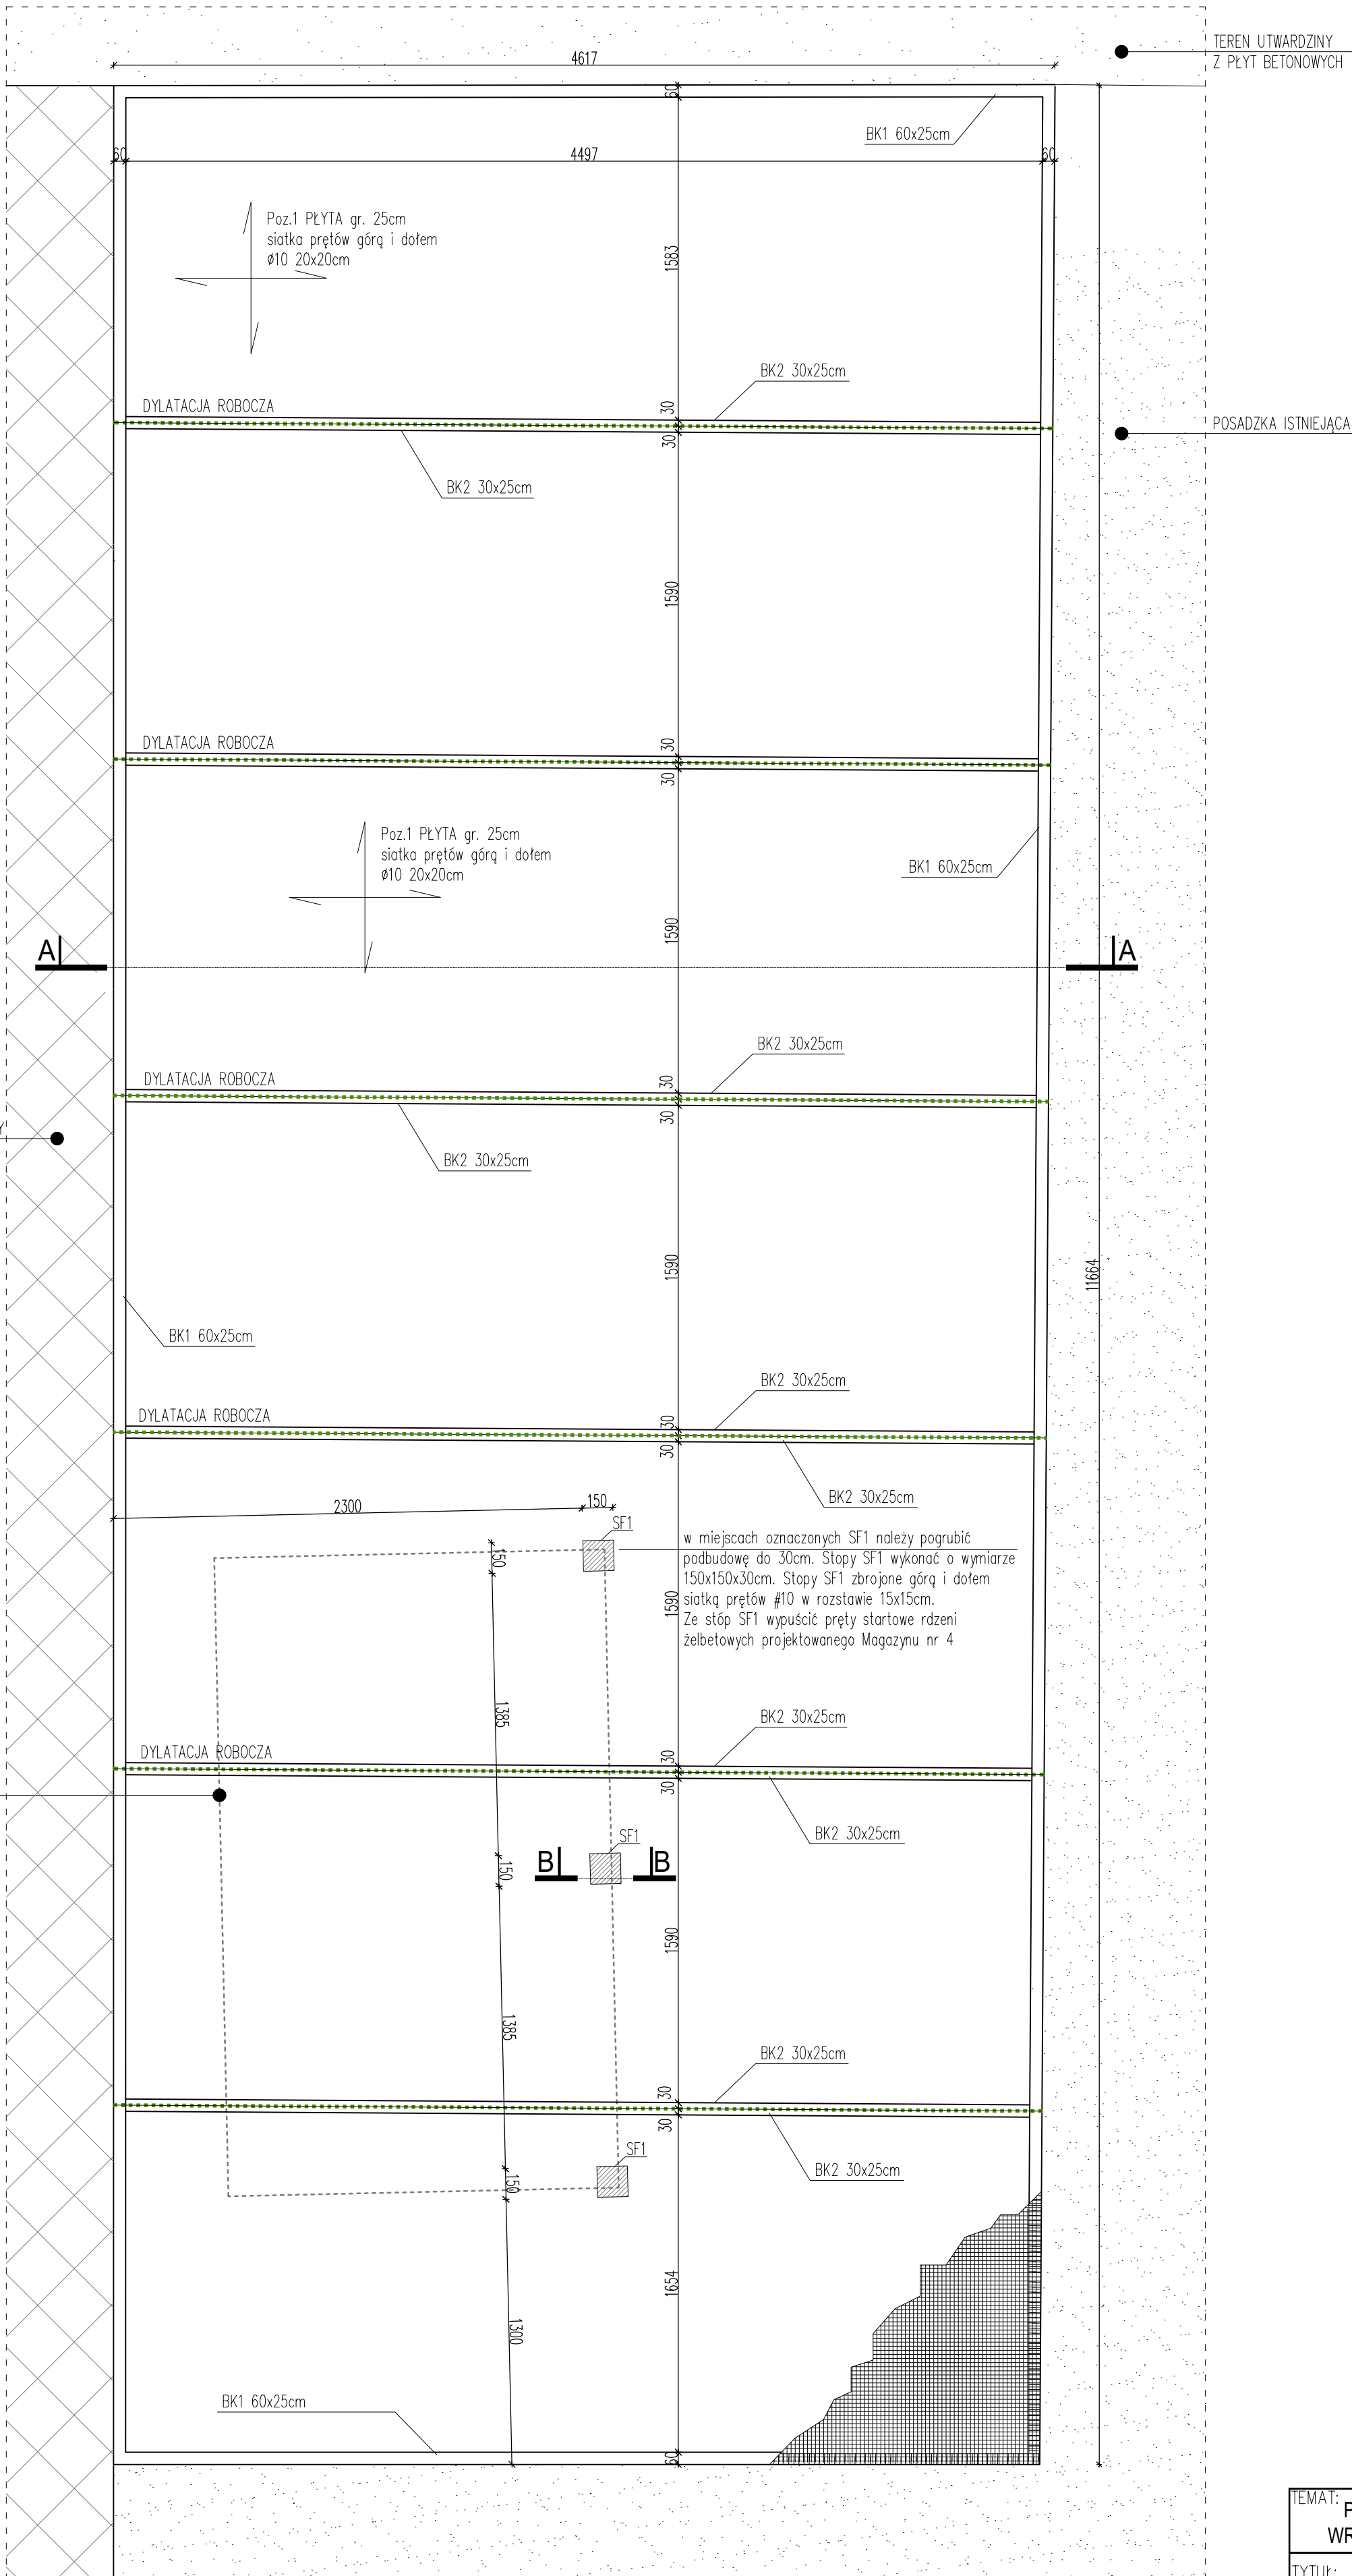 TEREN UTWARDZINY
Z PŁYT BETONOWYCH
4617
60
BK1 60x25cm
60
4497
60
Poz.1 PŁYTA gr. 25cm
siatka prętów górą i dołem
ø10 20x20cm
1583
BK2 30x25cm
DYLATACJA ROBOCZA
30
30
POSADZKA ISTNIEJĄCA
BK2 30x25cm
1590
DYLATACJA ROBOCZA
30
30
Poz.1 PŁYTA gr. 25cm
siatka prętów górą i dołem
ø10 20x20cm
BK1 60x25cm
1590
A
A
BK2 30x25cm
DYLATACJA ROBOCZA
30
30
BK2 30x25cm
1590
11664
BK1 60x25cm
BK2 30x25cm
DYLATACJA ROBOCZA
30
30
BK2 30x25cm
2300
150
SF1
150
w miejscach oznaczonych SF1 należy pogrubić
podbudowę do 30cm. Stopy SF1 wykonać o wymiarze
150x150x30cm. Stopy SF1 zbrojone górą i dołem
siatką prętów #10 w rozstawie 15x15cm.
Ze stóp SF1 wypuścić pręty startowe rdzeni
żelbetowych projektowanego Magazynu nr 4
1590
1385
BK2 30x25cm
DYLATACJA ROBOCZA
30
30
BK2 30x25cm
SF1
B
B
150
1590
1385
BK2 30x25cm
30
30
SF1
BK2 30x25cm
150
1654
1300
BK1 60x25cm
60
TEMAT:
WR
TYTUŁ: